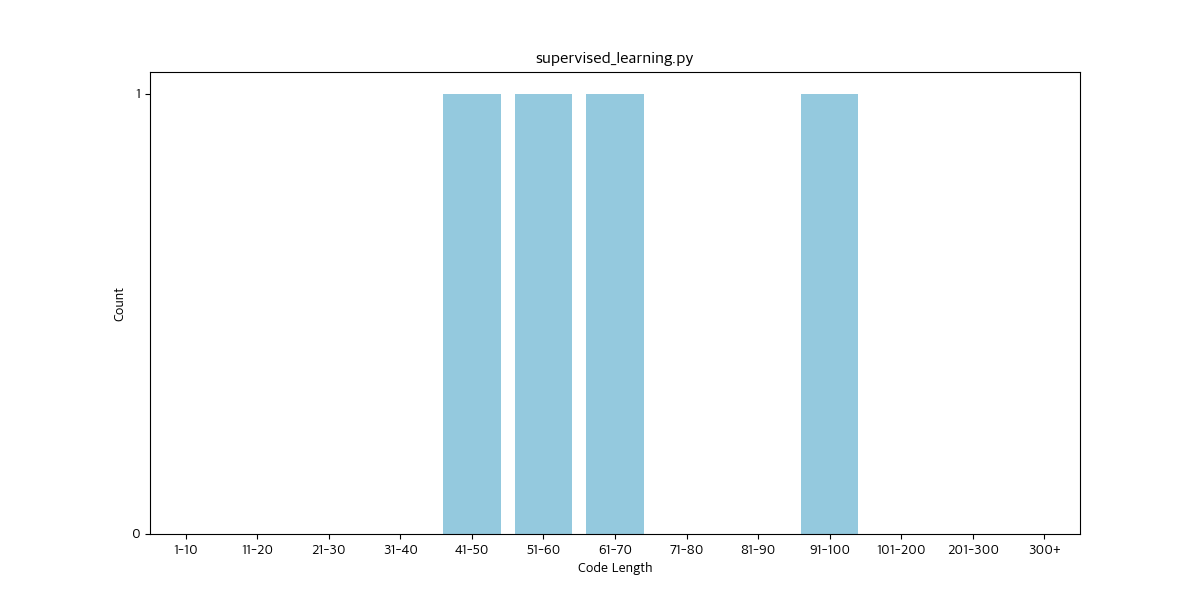 supervised_learning.py
1
Count
0
1-10 11-20 21-30 31-40 41-50 51-60 61-70 71-80 81-90 91-100 101-200 201-300 300+
Code Length